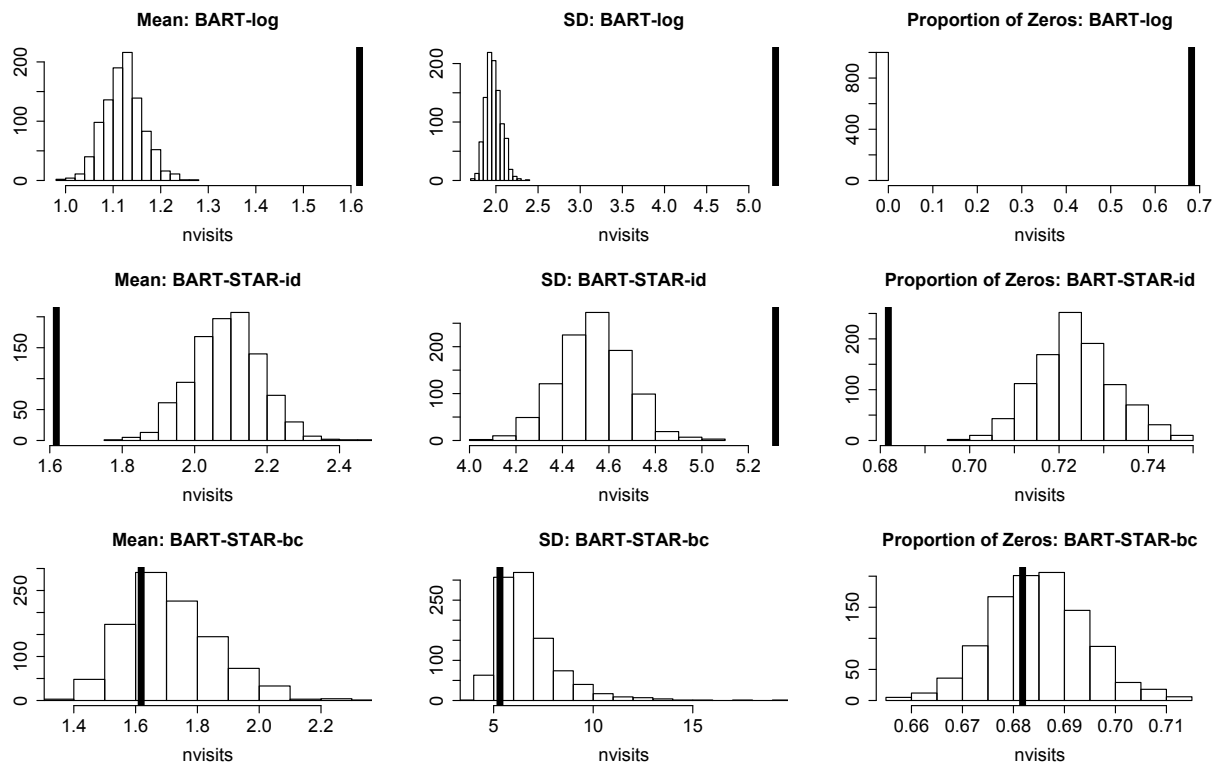 Mean: BART-log
0 100 200
1.0 1.1 1.2 1.3 1.4 1.5 1.6
nvisits
SD: BART-log
0 100 200
2.0 2.5 3.0 3.5 4.0 4.5 5.0
nvisits
Proportion of Zeros: BART-log
0 400 800
0.0 0.1 0.2 0.3 0.4 0.5 0.6 0.7
nvisits
Mean: BART-STAR-id
0 50 150
1.6 1.8 2.0 2.2 2.4
nvisits
SD: BART-STAR-id
0 100 200
4.0 4.2 4.4 4.6 4.8 5.0 5.2
nvisits
Proportion of Zeros: BART-STAR-id
0 100 200
0.68 0.70 0.72 0.74
nvisits
Mean: BART-STAR-bc
0 100 250
1.4 1.6 1.8 2.0 2.2
nvisits
SD: BART-STAR-bc
0 100 250
5 10 15
nvisits
Proportion of Zeros: BART-STAR-bc
0 50 150
0.66 0.67 0.68 0.69 0.70 0.71
nvisits